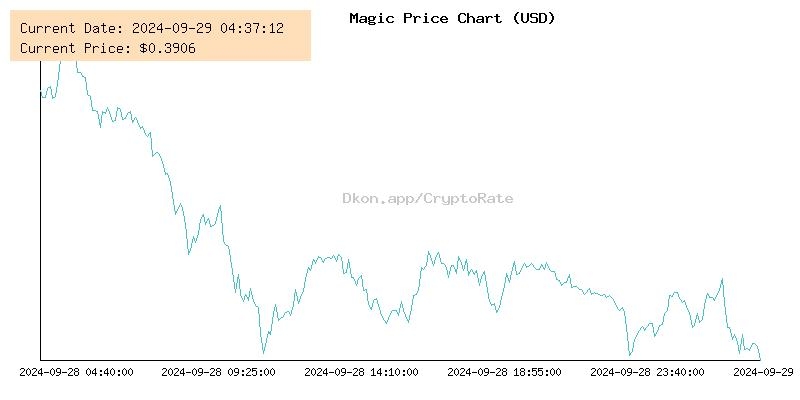 Magic Price Chart (USD)
Current Date: 2024-09-29 04:37:12
Current Price: $0.3906
Dkon.app/CryptoRate
2024-09-28 04:40:00 2024-09-28 09:25:00 2024-09-28 14:10:00 2024-09-28 18:55:00 2024-09-28 23:40:00 2024-09-29